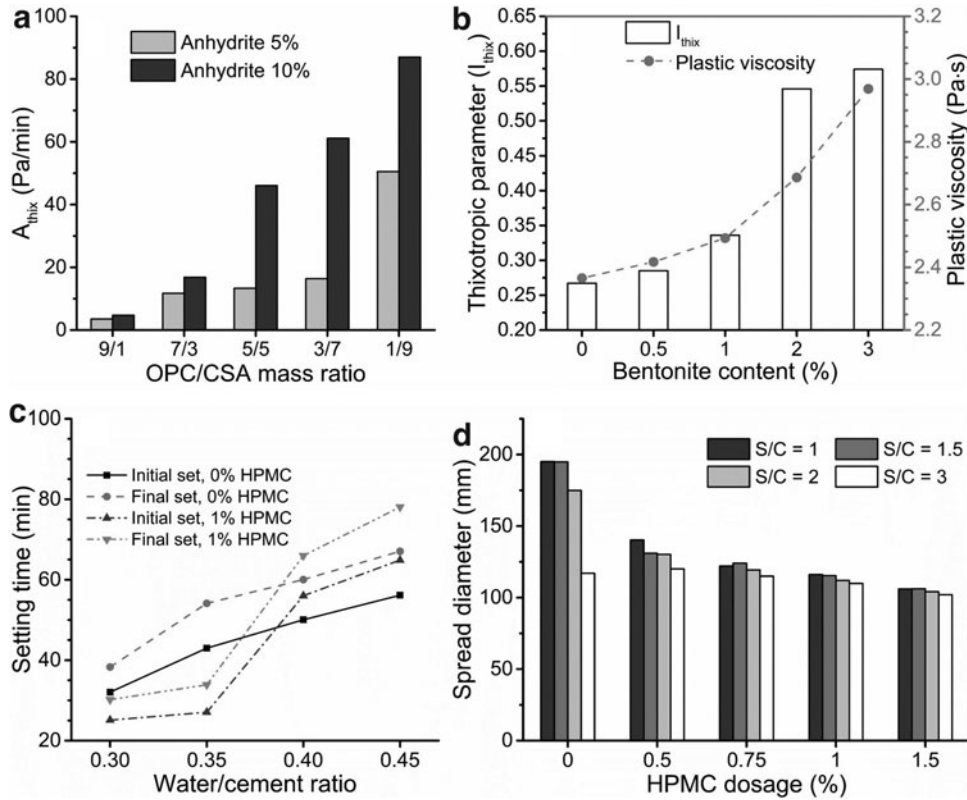 a
Anhydrite 5%
Anhydrite 10%
A_thix (Pa/min)
100
80
60
40
20
0
9/1 7/3 5/5 3/7 1/9
OPC/CSA mass ratio
b
I_thix
Plastic viscosity
Thixotropic parameter (I_thix)
0.65
0.60
0.55
0.50
0.45
0.40
0.35
0.30
0.25
0.20
3.2
3.0
2.8
2.6
2.4
2.2
Plastic viscosity (Pa·s)
0 0.5 1 2 3
Bentonite content (%)
c
Initial set, 0% HPMC
Final set, 0% HPMC
Initial set, 1% HPMC
Final set, 1% HPMC
Setting time (min)
100
80
60
40
20
0.30 0.35 0.40 0.45
Water/cement ratio
d
S/C = 1 S/C = 1.5
S/C = 2 S/C = 3
Spread diameter (mm)
200
150
100
50
0
0 0.5 0.75 1 1.5
HPMC dosage (%)